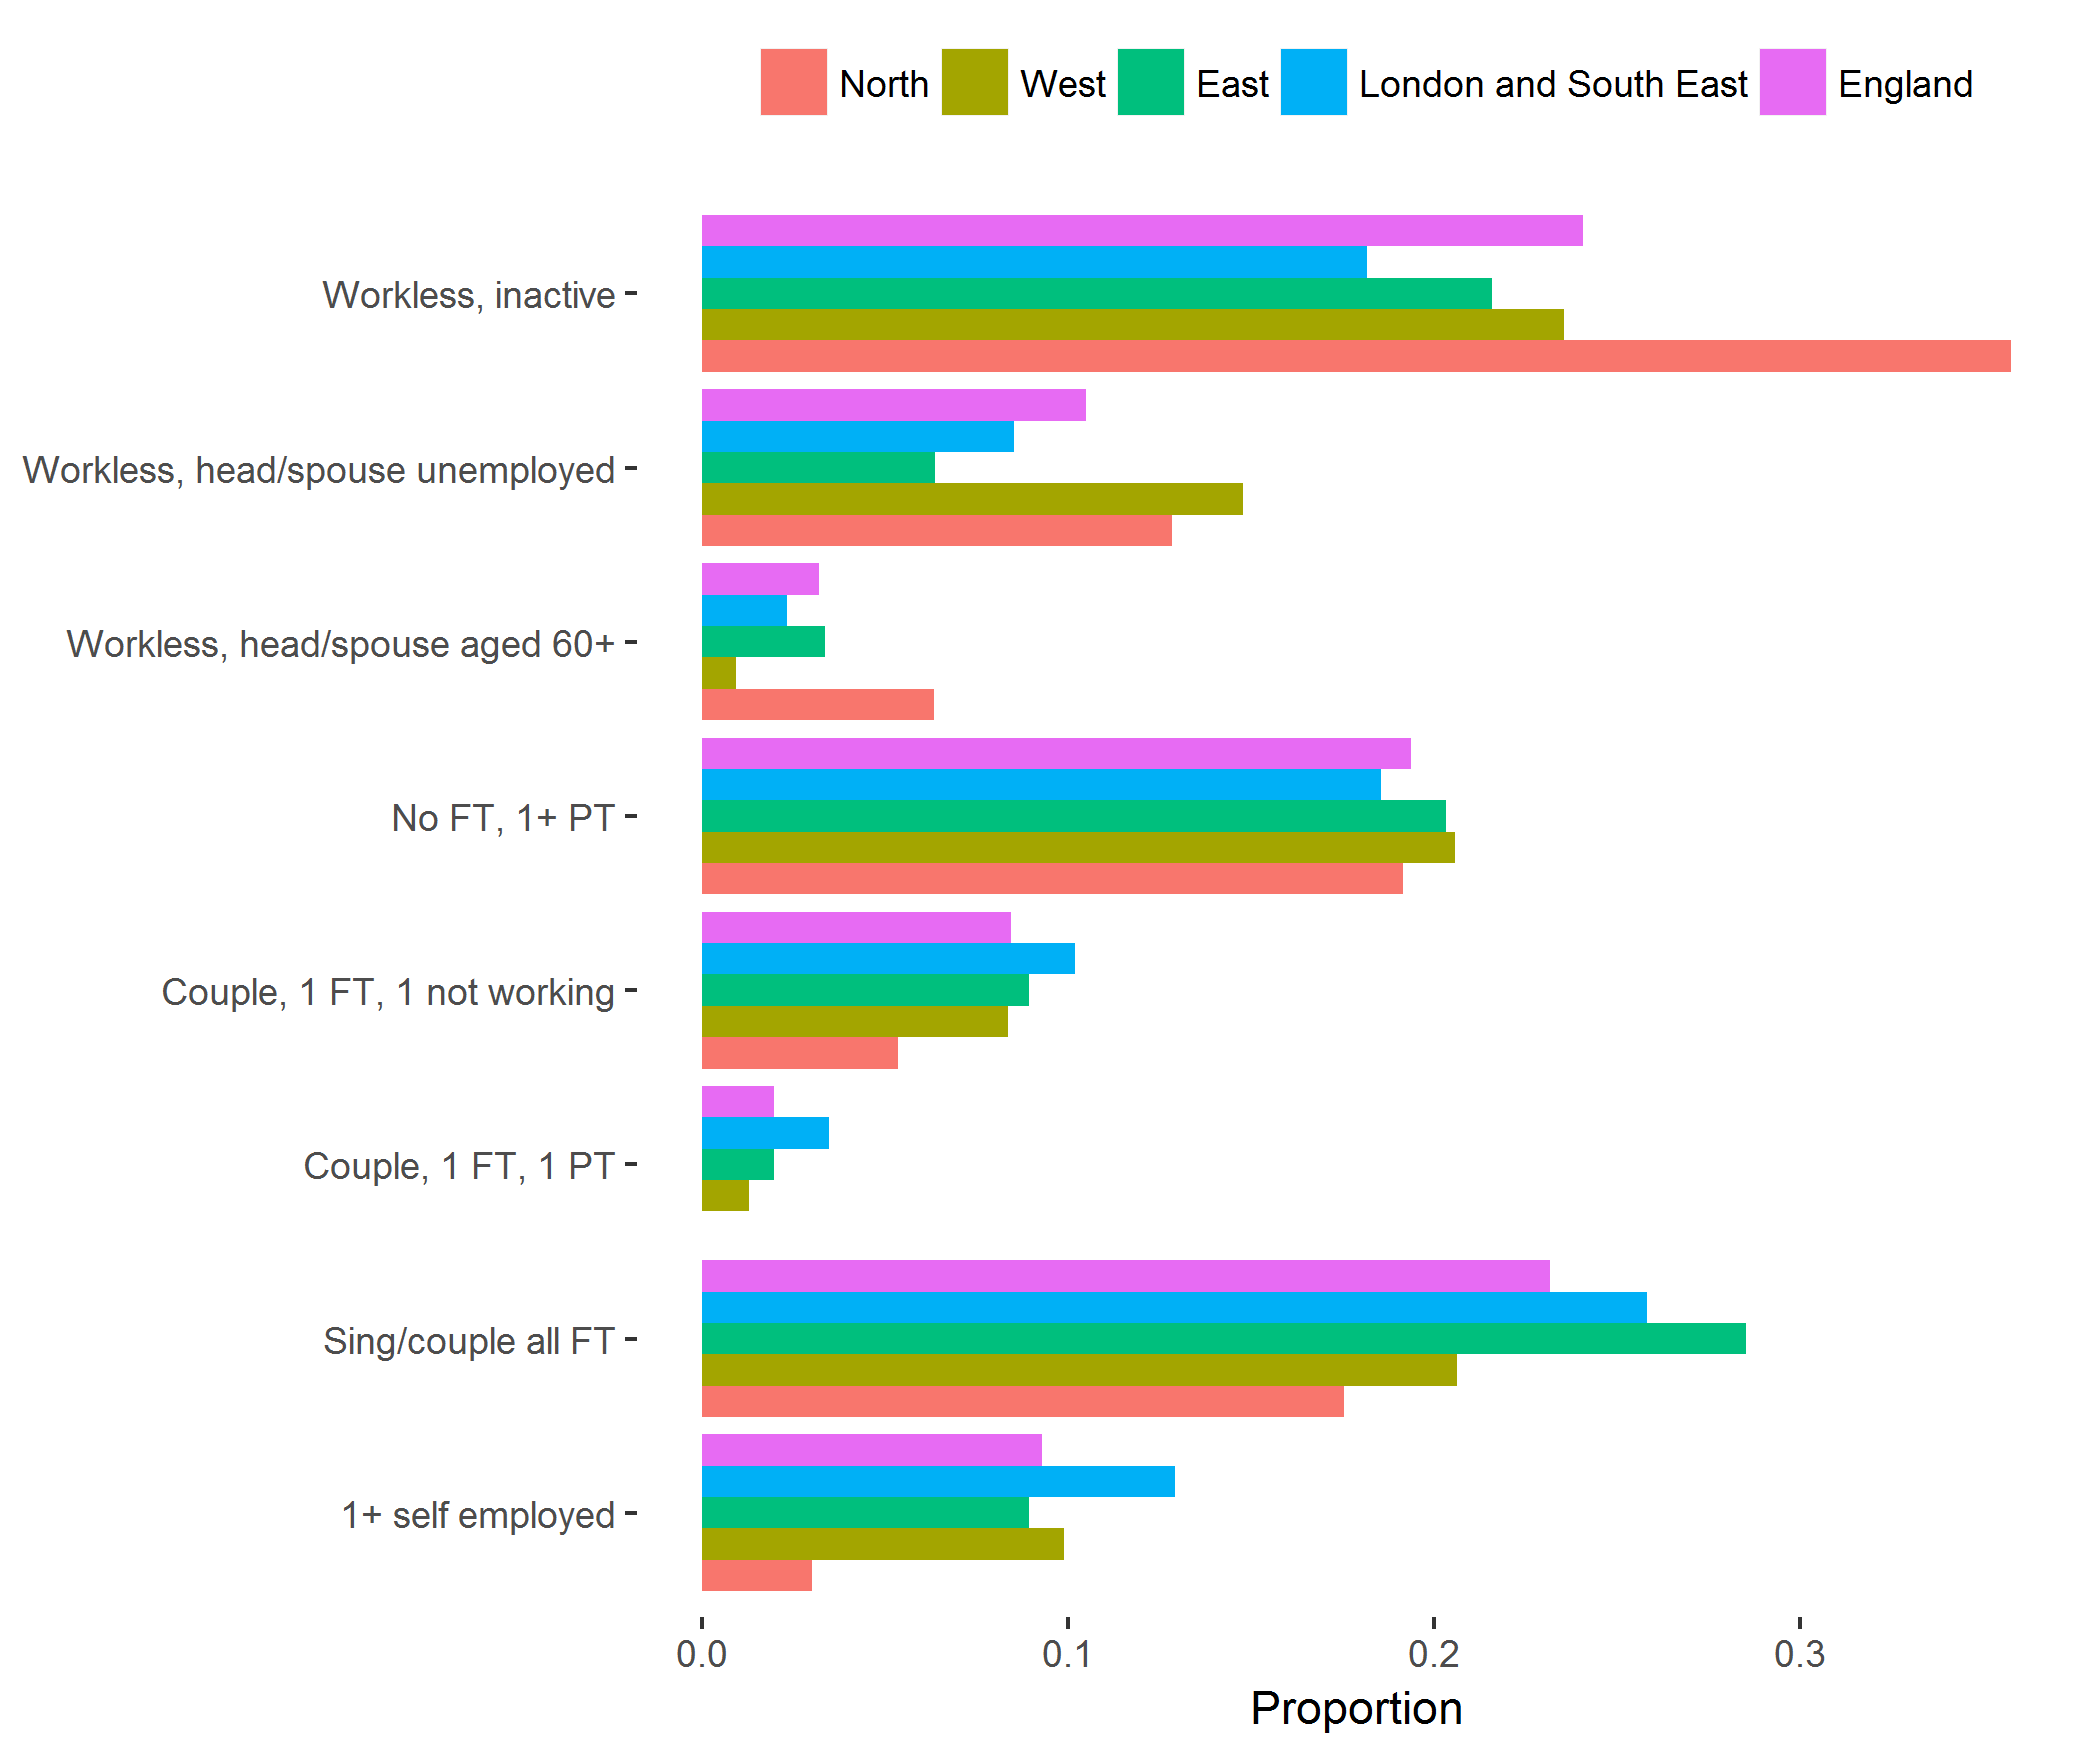 North West East London and South East England
Workless, inactive
Workless, head/spouse unemployed
Workless, head/spouse aged 60+
No FT, 1+ PT
Couple, 1 FT, 1 not working
Couple, 1 FT, 1 PT
Sing/couple all FT
1+ self employed
0.0 0.1 0.2 0.3
Proportion